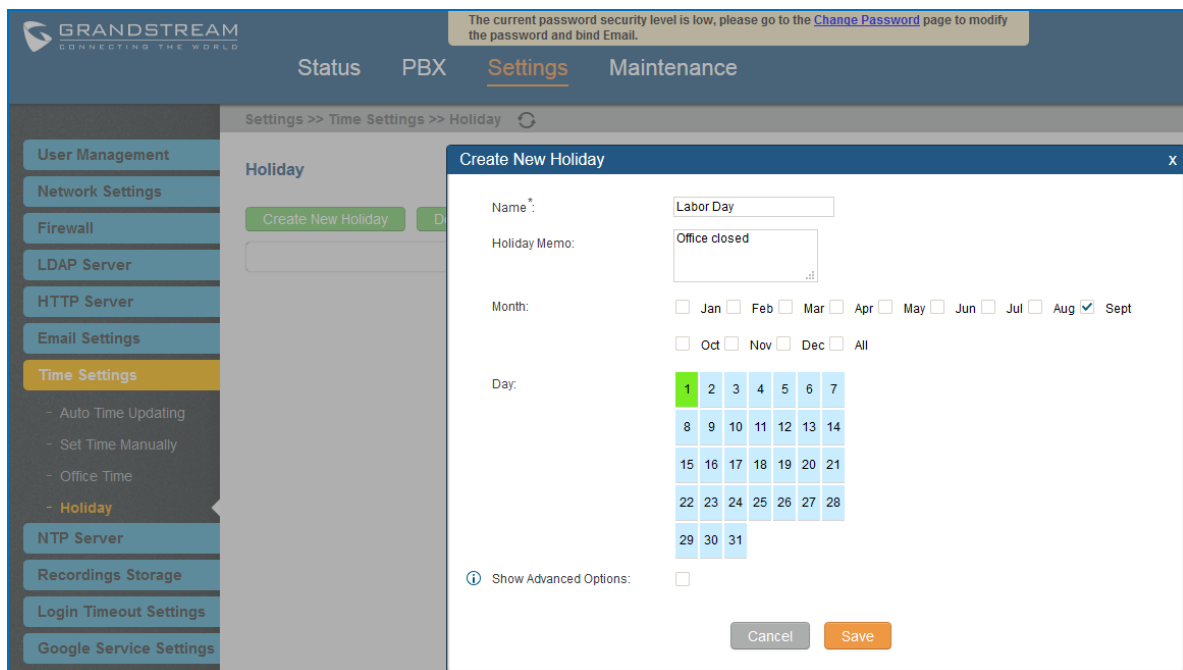 GRANDSTREAM
CONNECTING THE WORLD
The current password security level is low, please go to the Change Password page to modify
the password and bind Email.
Status PBX Settings Maintenance
Settings >> Time Settings >> Holiday
User Management
Network Settings
Firewall
LDAP Server
HTTP Server
Email Settings
Time Settings
- Auto Time Updating
- Set Time Manually
- Office Time
- Holiday
NTP Server
Recordings Storage
Login Timeout Settings
Google Service Settings
Holiday
Create New Holiday
Create New Holiday x
Name*: Labor Day
Holiday Memo: Office closed
Month: Jan Feb Mar Apr May Jun Jul Aug Sept
Oct Nov Dec All
Day: 1 2 3 4 5 6 7
8 9 10 11 12 13 14
15 16 17 18 19 20 21
22 23 24 25 26 27 28
29 30 31
Show Advanced Options:
Cancel Save